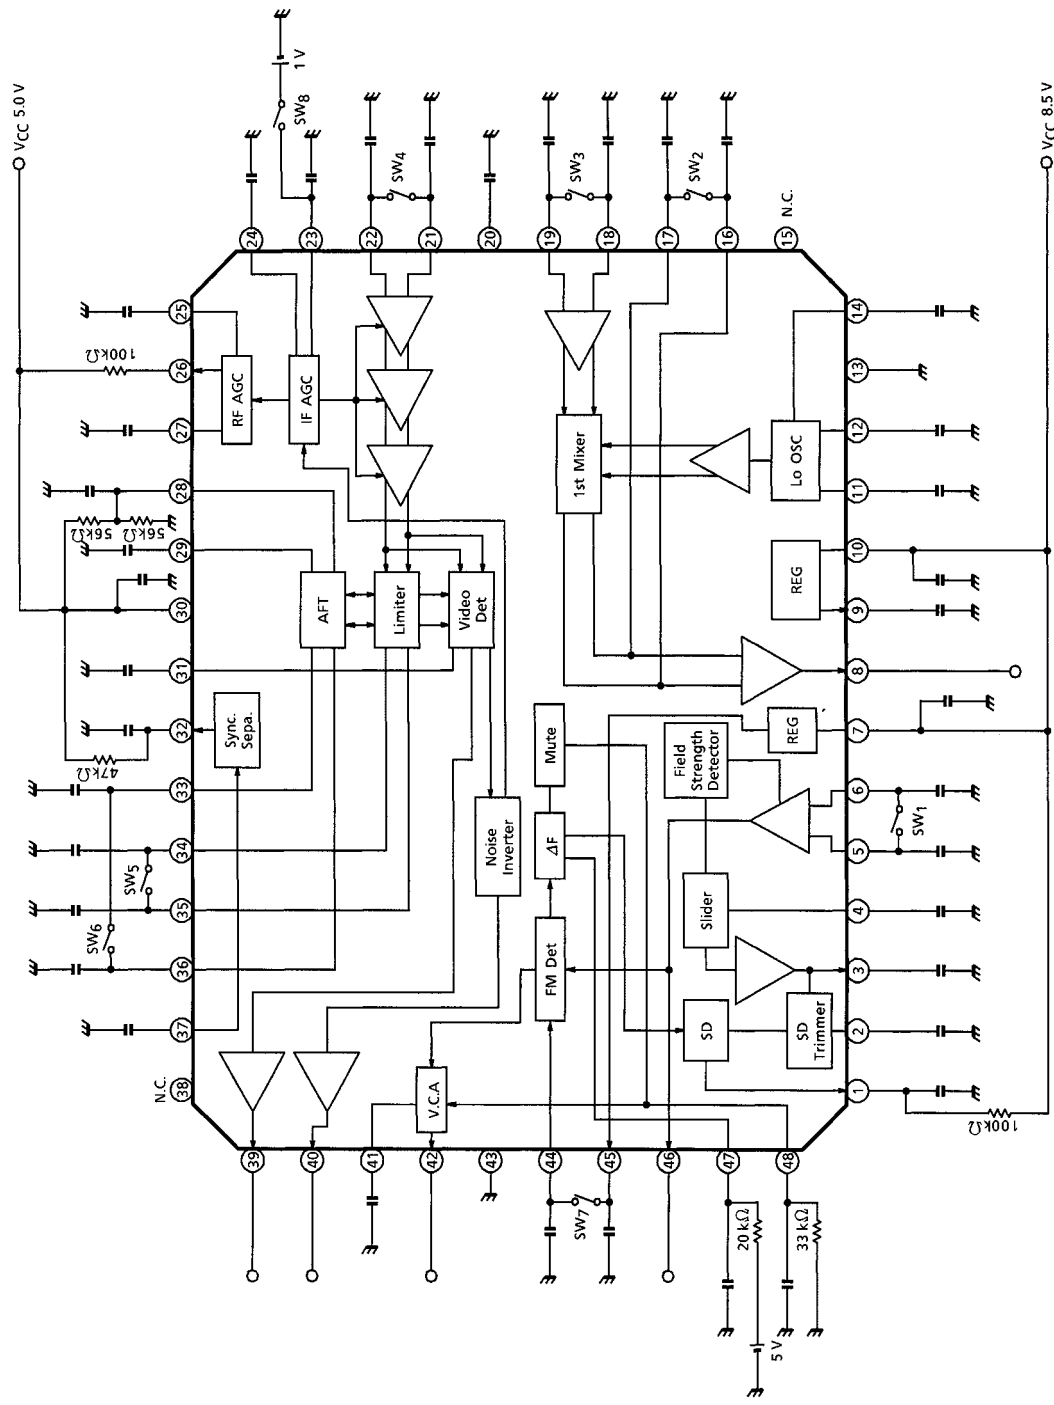 VCC 5.0 V
1 V
SW8
SW4
SW3
SW2
N.C.
24
23
22
21
20
19
18
17
16
15
25
100kΩ
26
27
28
56kΩ
56kΩ
29
30
31
32
47kΩ
33
34
SW5
35
SW6
36
37
N.C.
38
RF AGC
IF AGC
AFT
Limiter
Video
Det
Sync.
Sepa.
Noise
Inverter
1st Mixer
Lo OSC
REG
REG
Mute
ΔF
FM Det
V.C.A
Field
Strength
Detector
Slider
SD
SD
Trimmer
14
13
12
11
10
9
8
7
6
SW1
5
4
3
2
1
100kΩ
VCC 8.5 V
39
40
41
42
43
44
45
46
47
48
SW7
20 kΩ
33 kΩ
5 V